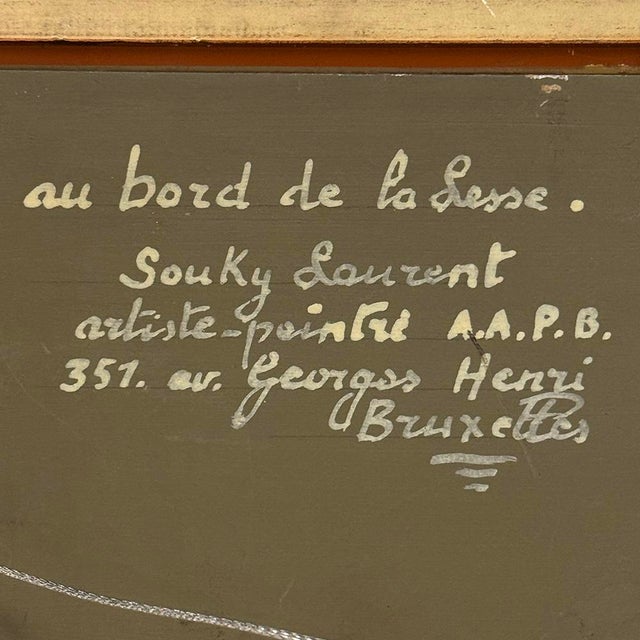 au bord de la Lesse.
Souky Laurent
artiste-peintre A.A.P.B.
351. av. Georges Henri
Bruxelles